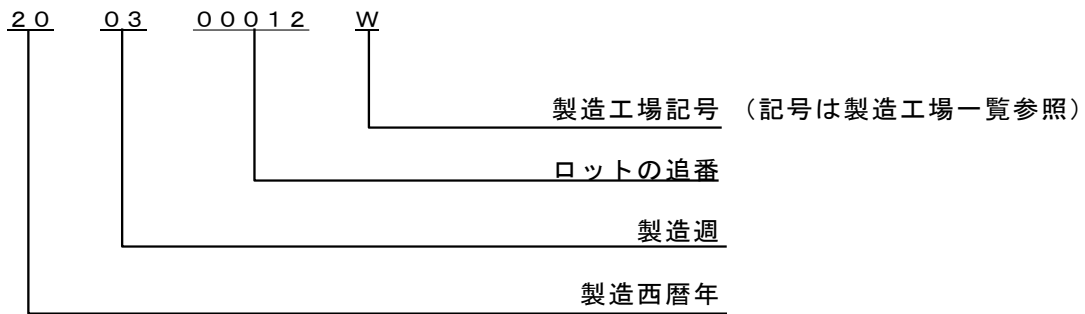 ２０　０３　０００１２　Ｗ
製造工場記号　（記号は製造工場一覧参照）
ロットの追番
製造週
製造西暦年